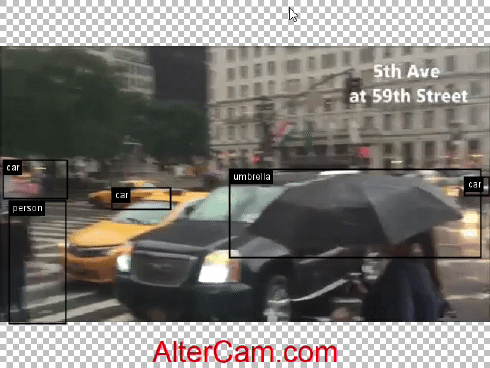 5th Ave
at 59th Street
car
umbrella
car
car
person
AlterCam.com